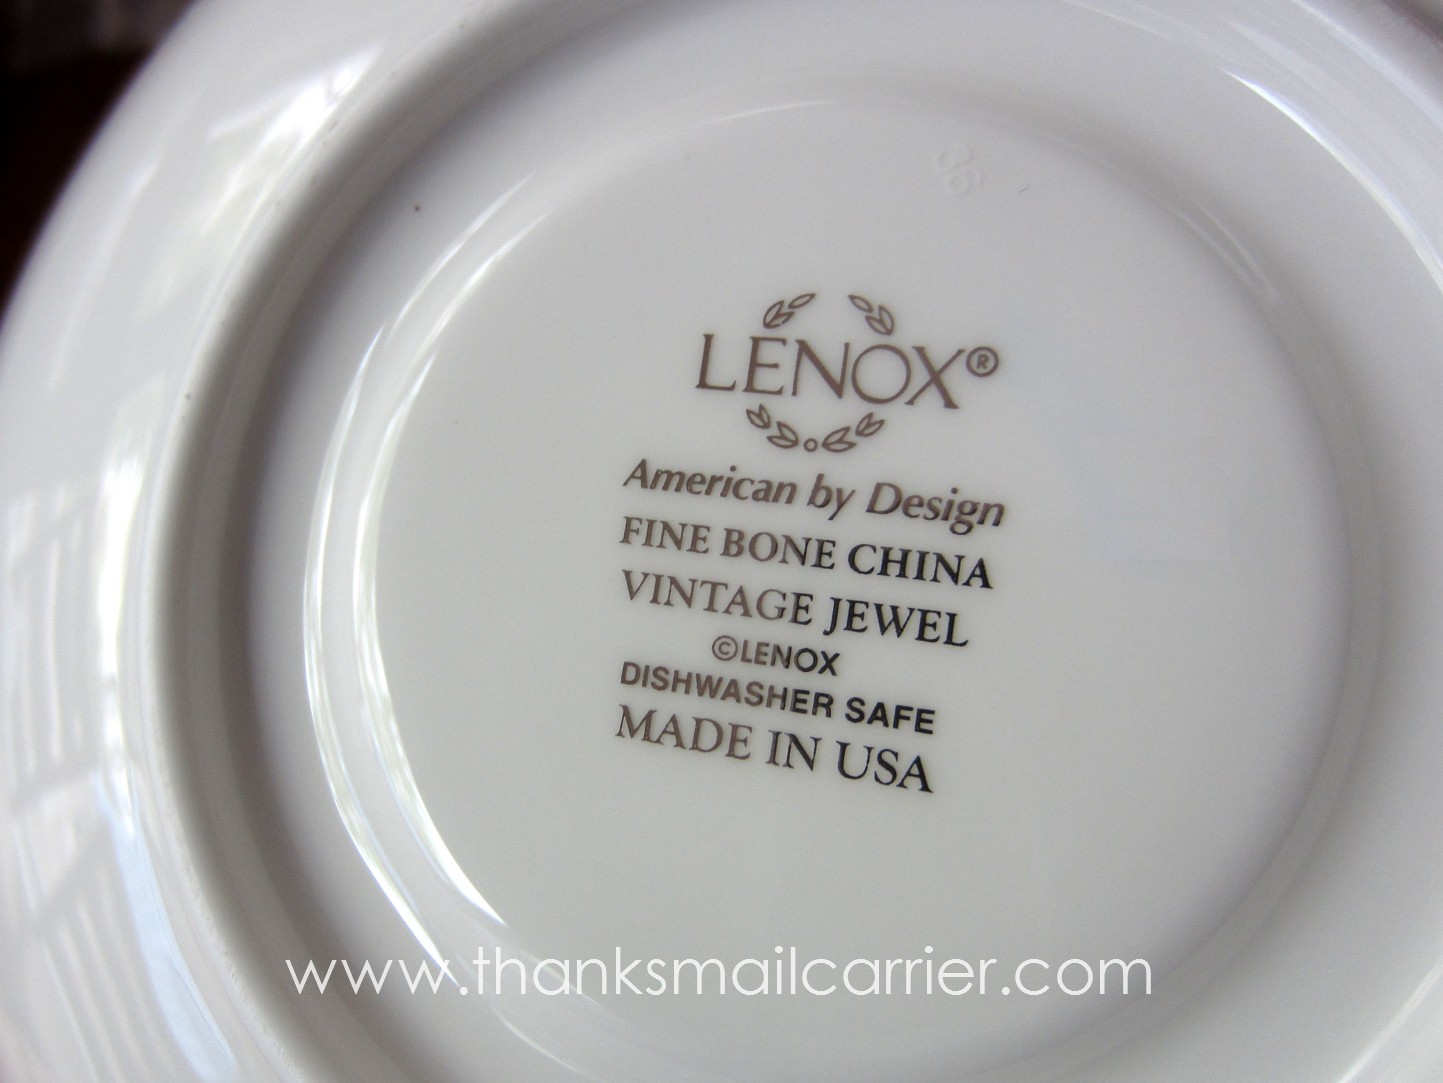 LENOX®
American by Design
FINE BONE CHINA
VINTAGE JEWEL
©LENOX
DISHWASHER SAFE
MADE IN USA
www.thanksmailcarrier.com